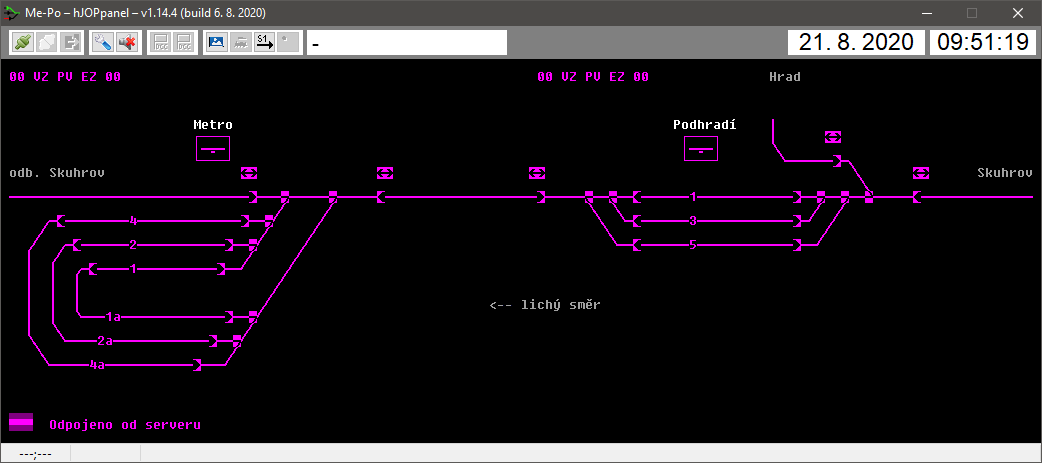 Me-Po – hJOPpanel – v1.14.4 (build 6. 8. 2020)
DCC DCC S1 - 21. 8. 2020 09:51:19
00 VZ PV EZ 00 00 VZ PV EZ 00 Hrad
Metro Podhradí
odb. Skuhrov Skuhrov
1
4 3
2 5
1
<-- lichý směr
1a
2a
4a
Odpojeno od serveru
---;---